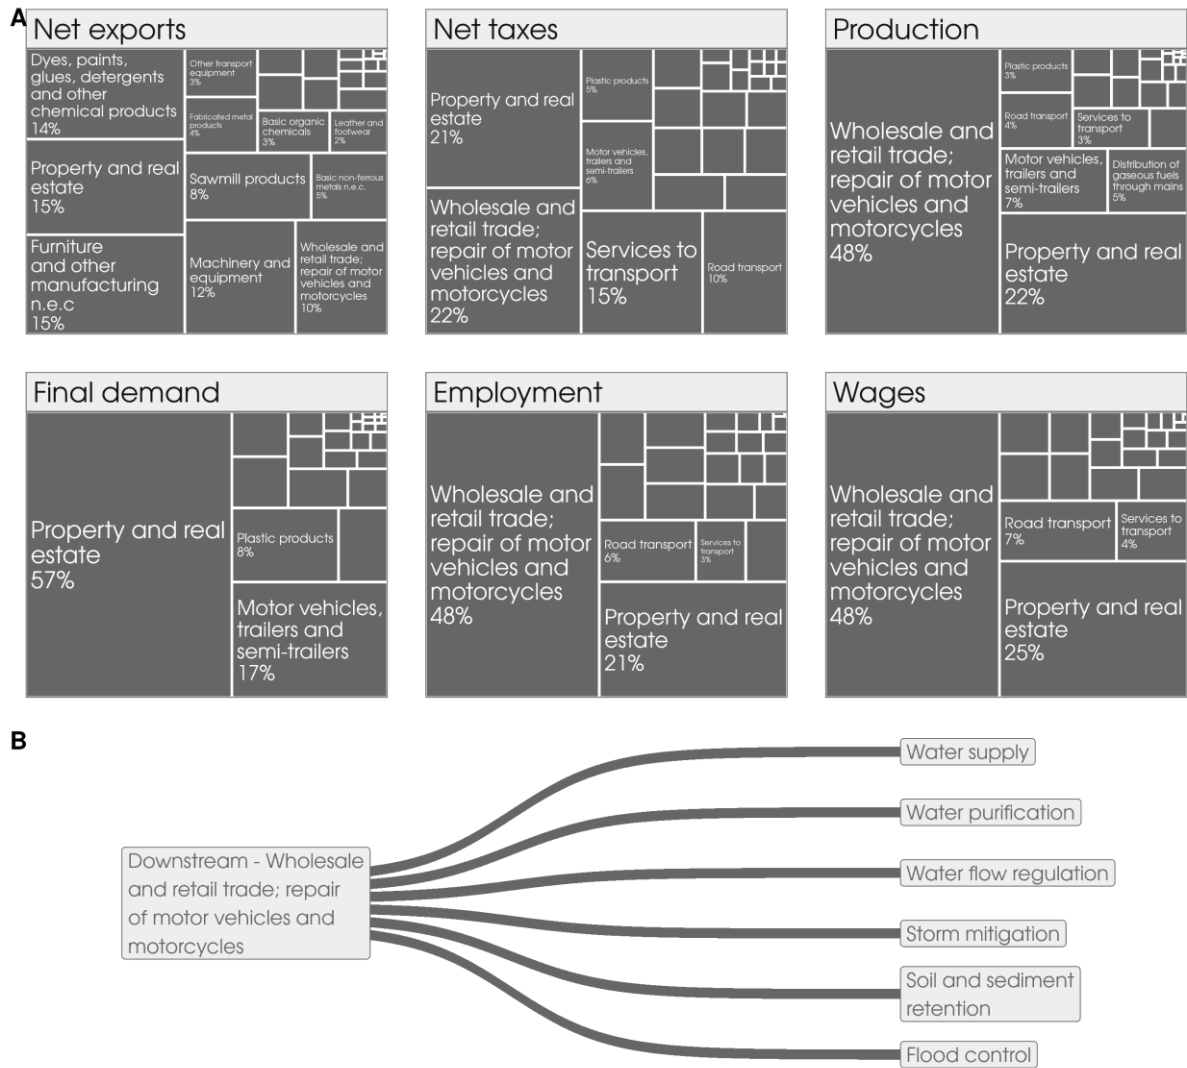 A
Net exports
Dyes, paints,
glues, detergents
and other
chemical products
14%
Property and real
estate
15%
Furniture
and other
manufacturing
n.e.c
15%
Other transport
equipment
3%
Fabricated metal
products
4%
Basic organic
chemicals
3%
Leather and
footwear
2%
Sawmill products
8%
Basic non-ferrous
metals n.e.c.
5%
Machinery and
equipment
12%
Wholesale and
retail trade;
repair of motor
vehicles and
motorcycles
10%
Net taxes
Property and real
estate
21%
Wholesale and
retail trade;
repair of motor
vehicles and
motorcycles
22%
Plastic products
5%
Motor vehicles,
trailers and
semi-trailers
6%
Services to
transport
15%
Road transport
10%
Production
Wholesale and
retail trade;
repair of motor
vehicles and
motorcycles
48%
Plastic products
3%
Road transport
4%
Services to
transport
3%
Motor vehicles,
trailers and
semi-trailers
7%
Distribution of
gaseous fuels
through mains
5%
Property and real
estate
22%
Final demand
Property and real
estate
57%
Plastic products
8%
Motor vehicles,
trailers and
semi-trailers
17%
Employment
Wholesale and
retail trade;
repair of motor
vehicles and
motorcycles
48%
Road transport
6%
Services to
transport
3%
Property and real
estate
21%
Wages
Wholesale and
retail trade;
repair of motor
vehicles and
motorcycles
48%
Road transport
7%
Services to
transport
4%
Property and real
estate
25%
B
Downstream - Wholesale
and retail trade; repair
of motor vehicles and
motorcycles
Water supply
Water purification
Water flow regulation
Storm mitigation
Soil and sediment
retention
Flood control